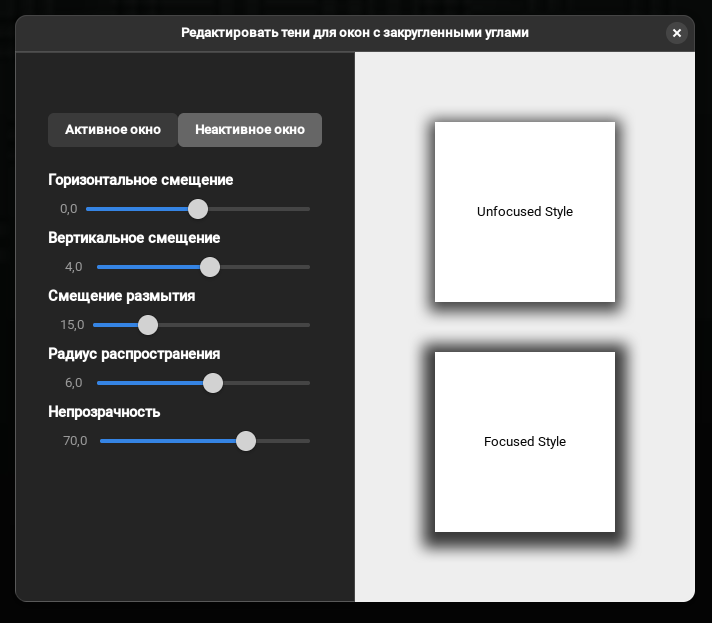 Редактировать тени для окон с закругленными углами
Активное окно Неактивное окно
Горизонтальное смещение
0,0
Вертикальное смещение
4,0
Смещение размытия
15,0
Радиус распространения
6,0
Непрозрачность
70,0
Unfocused Style
Focused Style